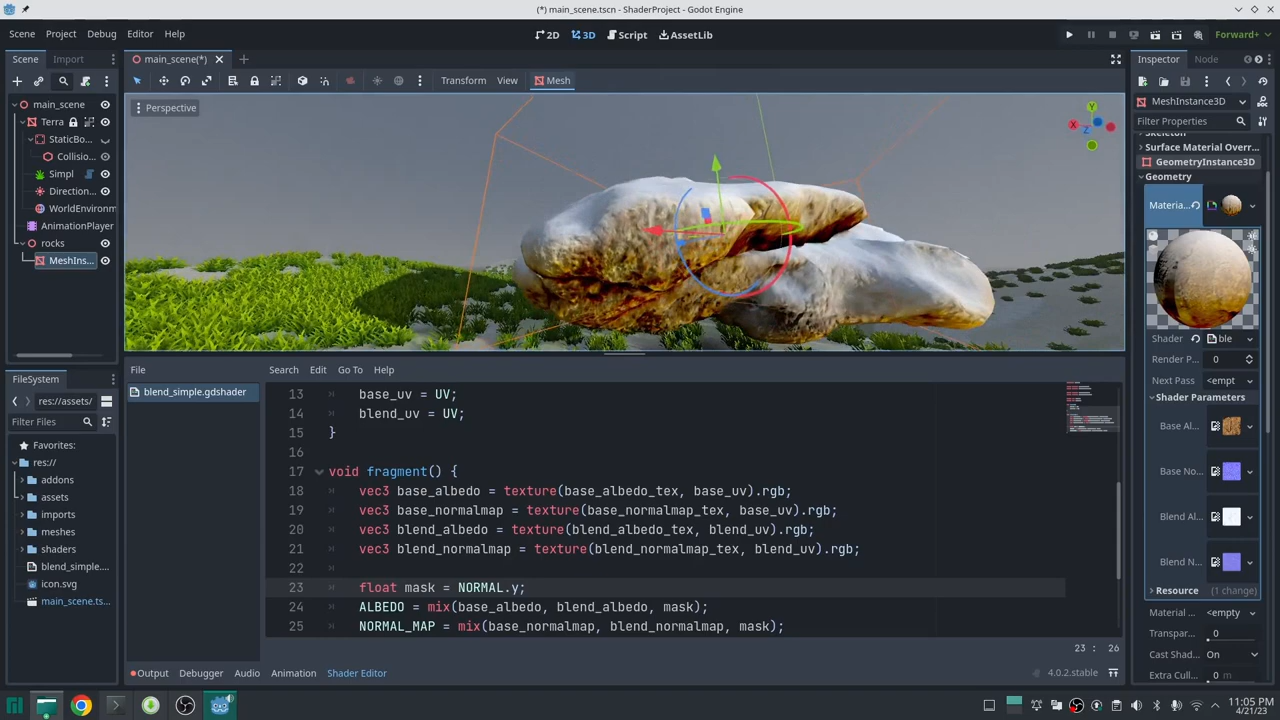 (*) main_scene.tscn - ShaderProject - Godot Engine
Scene Project Debug Editor Help
2D 3D Script AssetLib
Forward+
Scene Import
main_scene(*)
Inspector Node
Transform View Mesh
MeshInstance3D
Filter Properties
main_scene
Terra
StaticBo...
Collisio...
Simpl
Direction...
WorldEnvironm
AnimationPlayer
rocks
MeshIns...
Perspective
Y
X
Z
Skeleton
Surface Material Overr...
GeometryInstance3D
Geometry
Materia...
Shader ble
Render P... 0
Next Pass <empt
Shader Parameters
Base Al
Base No...
Blend Al
Blend N...
Resource (1 change)
Material ... <empty
Transpar... 0
Cast Shad... On
Extra Cull... 0 m
FileSystem
res://assets/
Filter Files
Favorites:
res://
addons
assets
imports
meshes
shaders
blend_simple....
icon.svg
main_scene.ts...
File Search Edit Go To Help
blend_simple.gdshader
13 base_uv = UV;
14 blend_uv = UV;
15 }
16
17 void fragment() {
18 vec3 base_albedo = texture(base_albedo_tex, base_uv).rgb;
19 vec3 base_normalmap = texture(base_normalmap_tex, base_uv).rgb;
20 vec3 blend_albedo = texture(blend_albedo_tex, blend_uv).rgb;
21 vec3 blend_normalmap = texture(blend_normalmap_tex, blend_uv).rgb;
22
23 float mask = NORMAL.y;
24 ALBEDO = mix(base_albedo, blend_albedo, mask);
25 NORMAL_MAP = mix(base_normalmap, blend_normalmap, mask);
23 : 26
Output Debugger Audio Animation Shader Editor
4.0.2.stable
11:05 PM
4/21/23